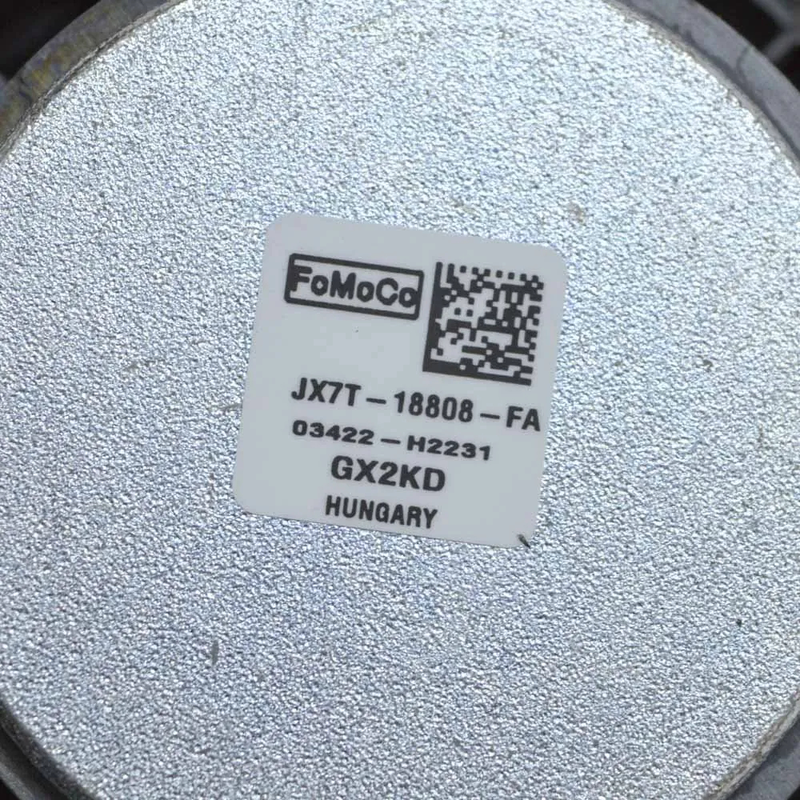 FoMoCo
JX7T-18808-FA
03422-H2231
GX2KD
HUNGARY